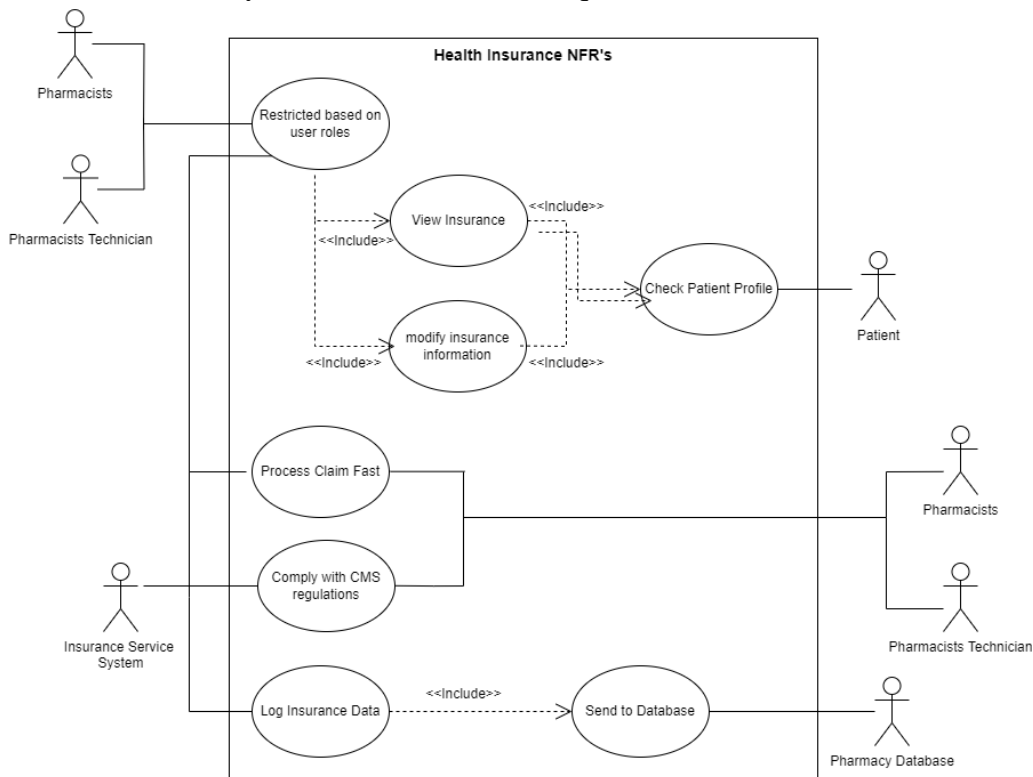 Health Insurance NFR's
Pharmacists
Restricted based on
user roles
Pharmacists Technician
<<Include>>
View Insurance
<<Include>>
Check Patient Profile
Patient
modify insurance
information
<<Include>>
<<Include>>
Process Claim Fast
Pharmacists
Comply with CMS
regulations
Insurance Service
System
Pharmacists Technician
<<Include>>
Log Insurance Data
Send to Database
Pharmacy Database